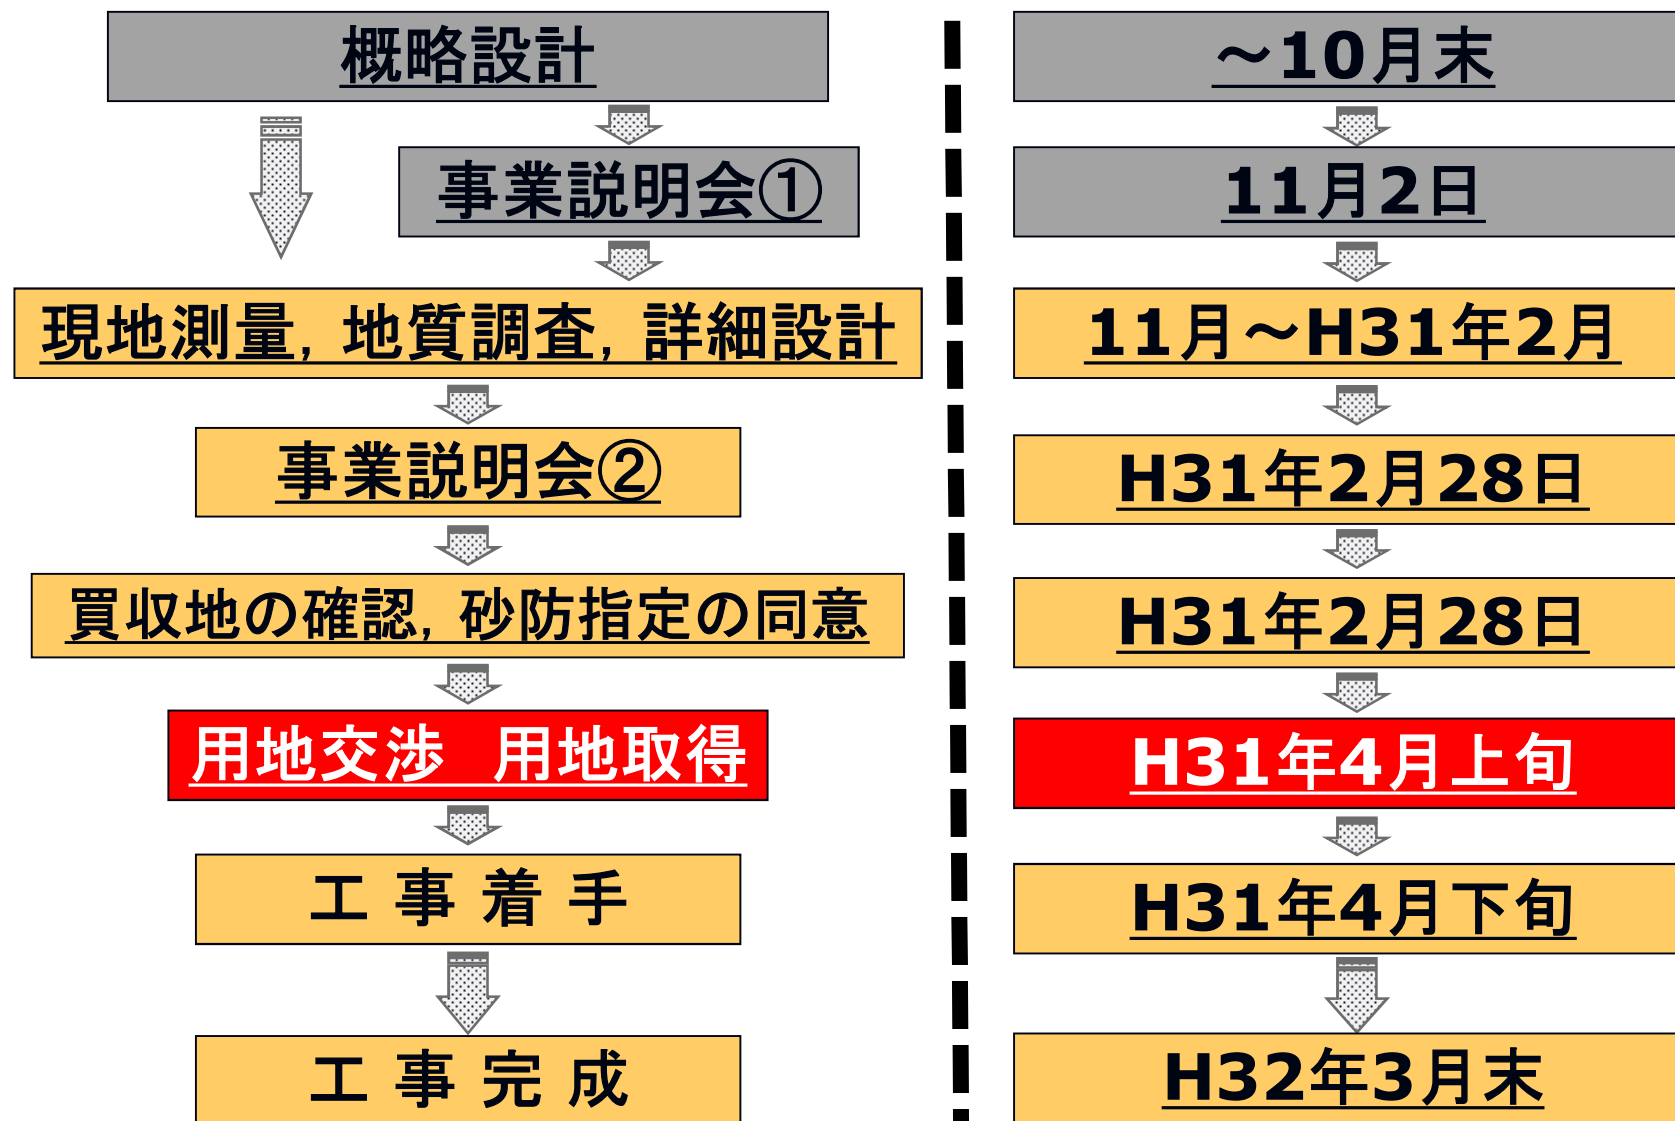 概略設計
～10月末
事業説明会①
11月2日
現地測量, 地質調査, 詳細設計
11月～H31年2月
事業説明会②
H31年2月28日
買収地の確認, 砂防指定の同意
H31年2月28日
用地交渉　用地取得
H31年4月上旬
工 事 着 手
H31年4月下旬
工 事 完 成
H32年3月末